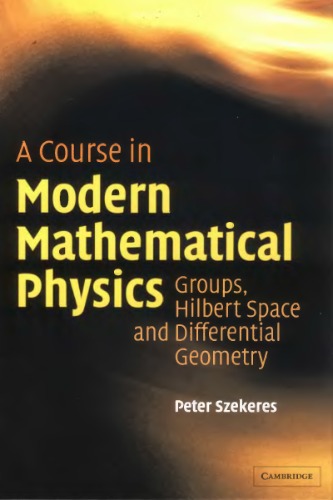 A Course in
Modern
Mathematical
Physics
Groups,
Hilbert Space
and Differential
Geometry
Peter Szekeres
CAMBRIDGE